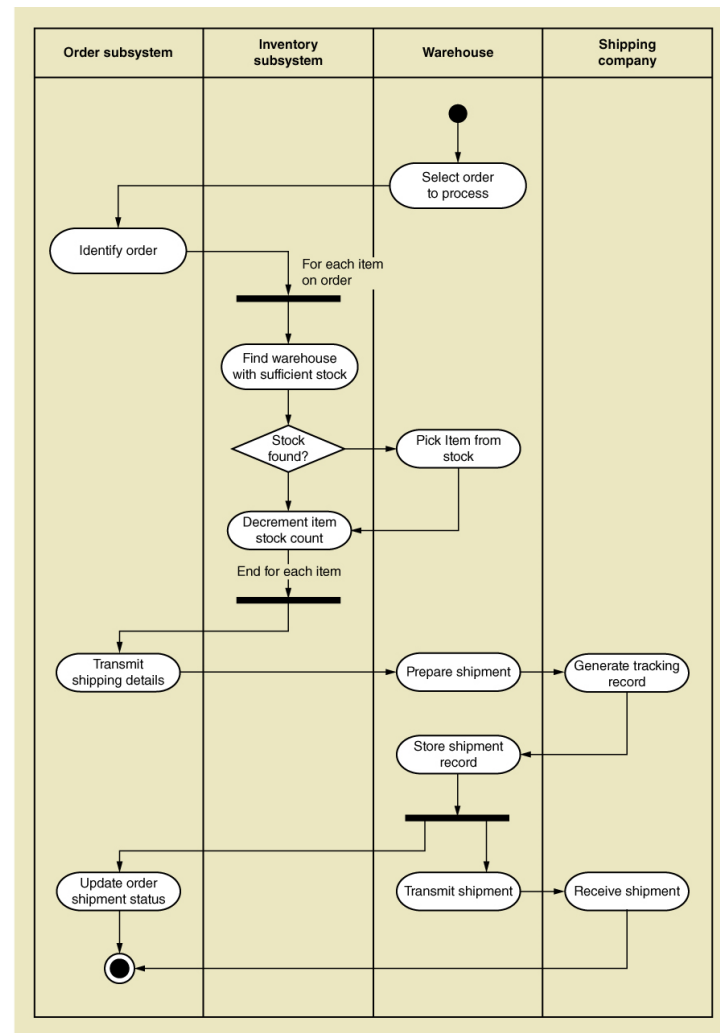 Order subsystem
Inventory
subsystem
Warehouse
Shipping
company
Select order
to process
Identify order
For each item
on order
Find warehouse
with sufficient stock
Stock
found?
Pick Item from
stock
Decrement item
stock count
End for each item
Transmit
shipping details
Prepare shipment
Generate tracking
record
Store shipment
record
Update order
shipment status
Transmit shipment
Receive shipment